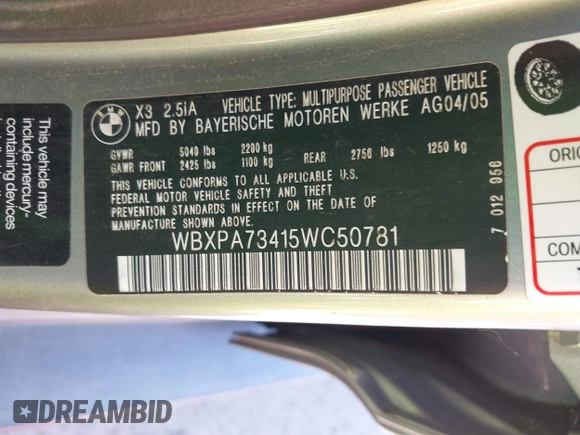 BMW
X3 2.5iA VEHICLE TYPE: MULTIPURPOSE PASSENGER VEHICLE
MFD BY BAYERISCHE MOTOREN WERKE AG04/05
GVWR 5040 lbs 2200 kg
GAWR FRONT 2425 lbs 1100 kg REAR 2756 lbs 1250 kg
THIS VEHICLE CONFORMS TO ALL APPLICABLE U.S.
FEDERAL MOTOR VEHICLE SAFETY AND THEFT
PREVENTION STANDARDS IN EFFECT ON THE DATE OF
MANUFACTURE SHOWN ABOVE.
WBXPA73415WC50781
7 012 956
This vehicle may
include mercury-
containing devices
ORIG
COM
DREAMBID